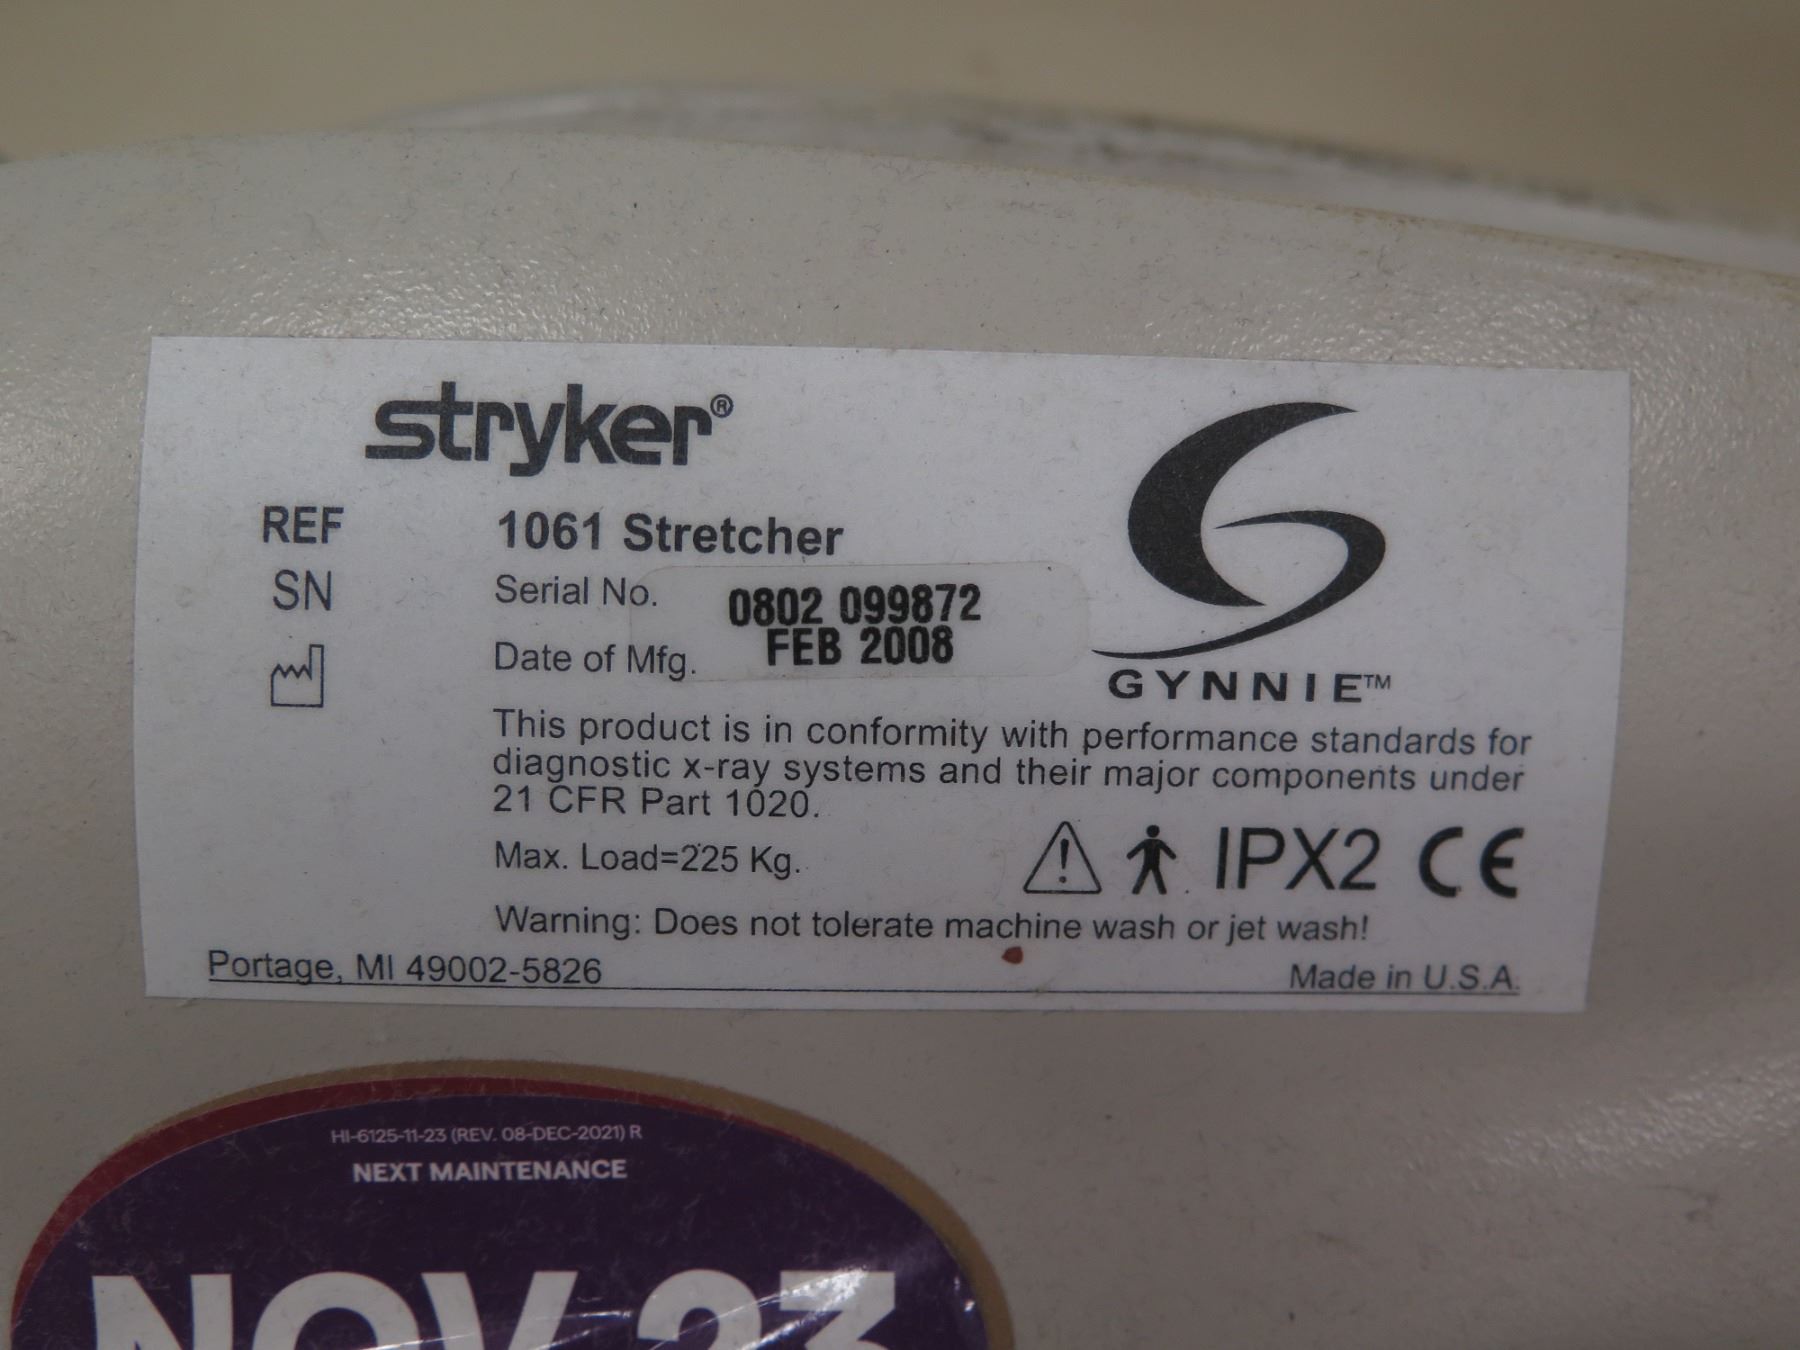 stryker®
REF 1061 Stretcher
SN Serial No. 0802 099872
Date of Mfg. FEB 2008
GYNNIE™
This product is in conformity with performance standards for
diagnostic x-ray systems and their major components under
21 CFR Part 1020.
Max. Load=225 Kg. IPX2 CE
Warning: Does not tolerate machine wash or jet wash!
Portage, MI 49002-5826 Made in U.S.A.
HI-6125-11-23 (REV. 08-DEC-2021) R
NEXT MAINTENANCE
NOV 23